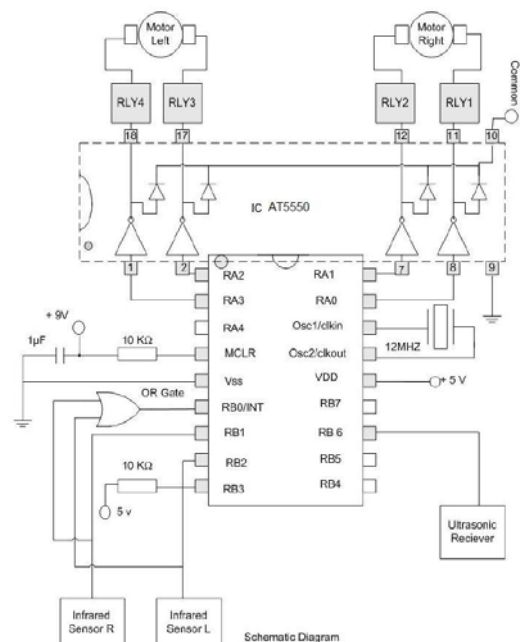 Motor
Left
Motor
Right
RLY4
RLY3
RLY2
RLY1
Common
18
17
12
11
10
IC AT5550
1
2
7
8
9
RA2
RA1
RA3
RA0
RA4
Osc1/clkin
MCLR
Osc2/clkout
Vss
VDD
RB0/INT
RB7
RB1
RB 6
RB2
RB5
RB3
RB4
+ 9V
1µF
10 KΩ
12MHZ
+ 5 V
OR Gate
10 KΩ
5 v
Ultrasonic
Reciever
Infrared
Sensor R
Infrared
Sensor L
Schematic Diagram